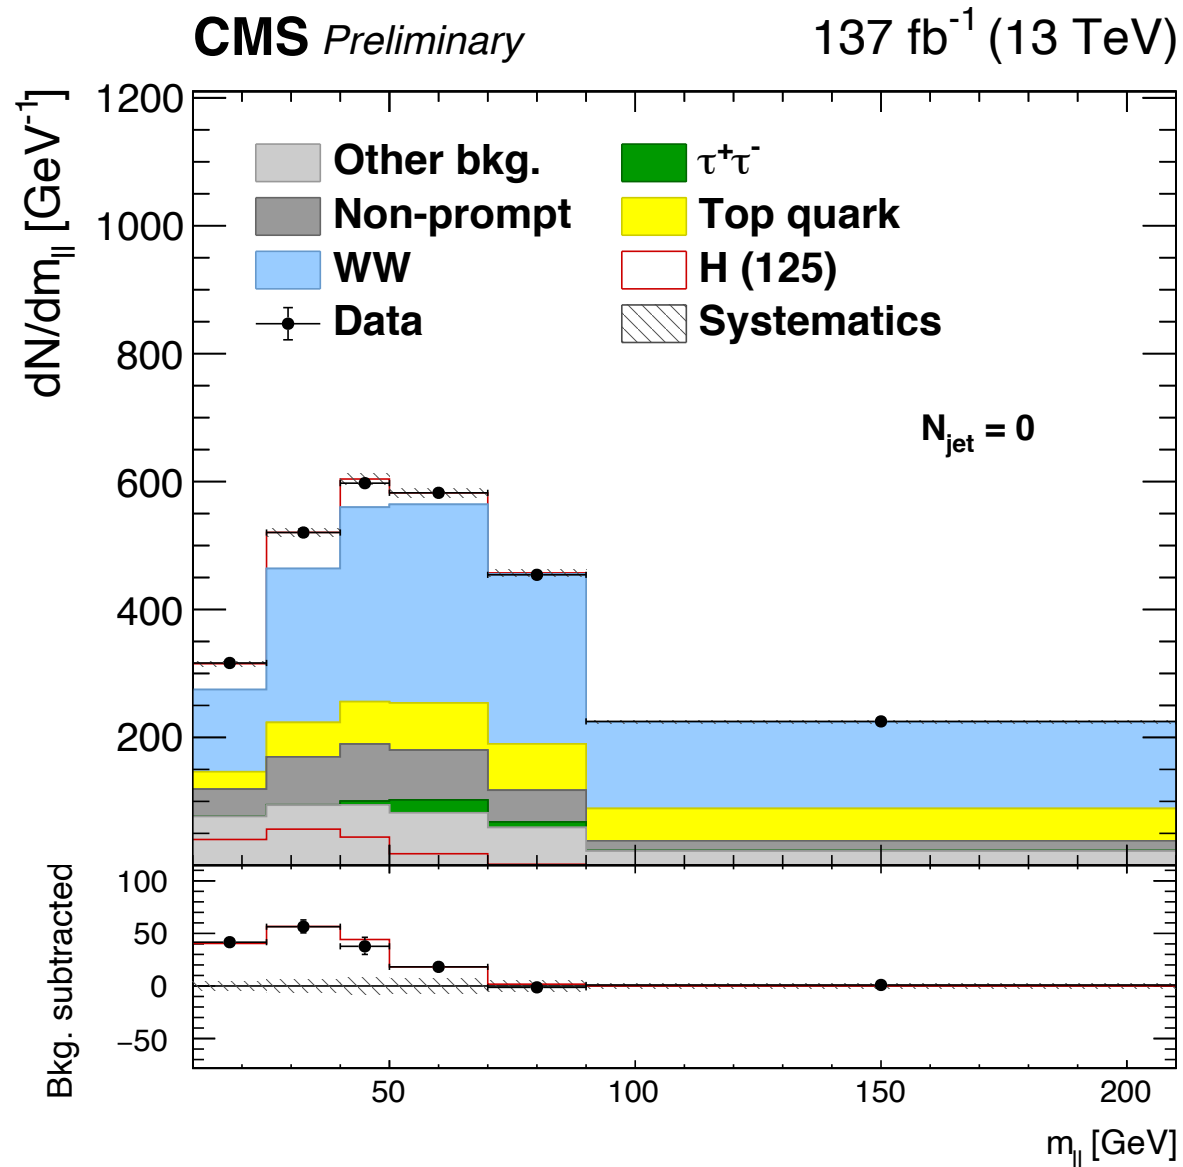 CMS Preliminary 137 fb⁻¹ (13 TeV)
dN/dm_ll [GeV⁻¹]
1200
1000
800
600
400
200
Other bkg. τ⁺τ⁻
Non-prompt Top quark
WW H (125)
Data Systematics
N_jet = 0
Bkg. subtracted
100
50
0
−50
50 100 150 200
m_ll [GeV]